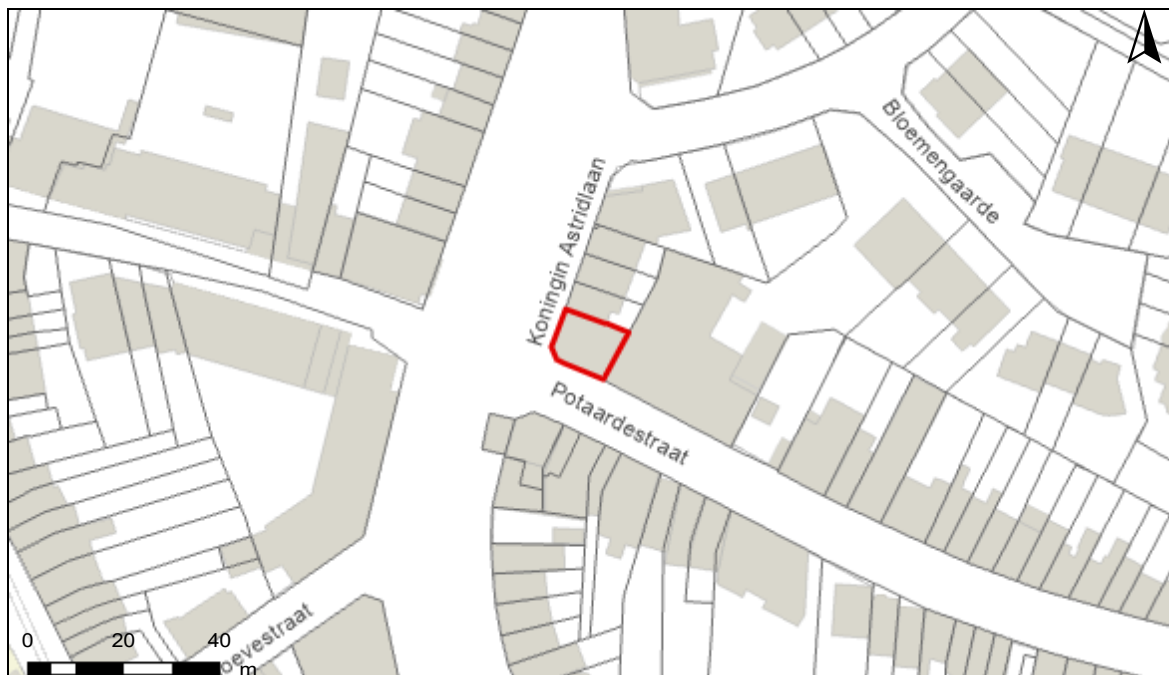 Bloemengaarde
Koningin Astridlaan
Potaardestraat
oevestraat
0 20 40
m